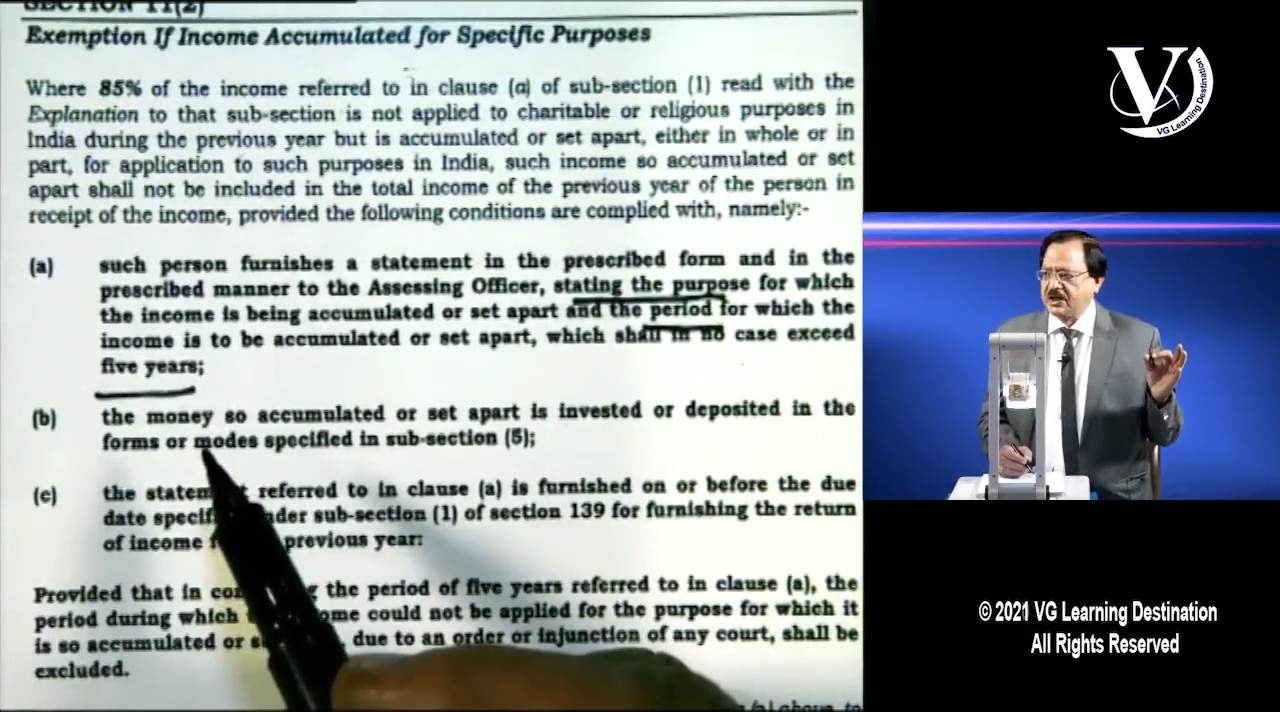 SECTION 11(2)
Exemption If Income Accumulated for Specific Purposes
Where 85% of the income referred to in clause (a) of sub-section (1) read with the
Explanation to that sub-section is not applied to charitable or religious purposes in
India during the previous year but is accumulated or set apart, either in whole or in
part, for application to such purposes in India, such income so accumulated or set
apart shall not be included in the total income of the previous year of the person in
receipt of the income, provided the following conditions are complied with, namely:-
(a) such person furnishes a statement in the prescribed form and in the
prescribed manner to the Assessing Officer, stating the purpose for which
the income is being accumulated or set apart and the period for which the
income is to be accumulated or set apart, which shall in no case exceed
five years;
(b) the money so accumulated or set apart is invested or deposited in the
forms or modes specified in sub-section (5);
(c) the referred to in clause (a) is furnished on or before the due
date sub-section (1) of section 139 for furnishing the return
of income previous year:
Provided that in the period of five years referred to in clause (a), the
period during which could not be applied for the purpose for which it
is so accumulated or due to an order or injunction of any court, shall be
excluded.
above, to
V
VG Learning Destination
© 2021 VG Learning Destination
All Rights Reserved